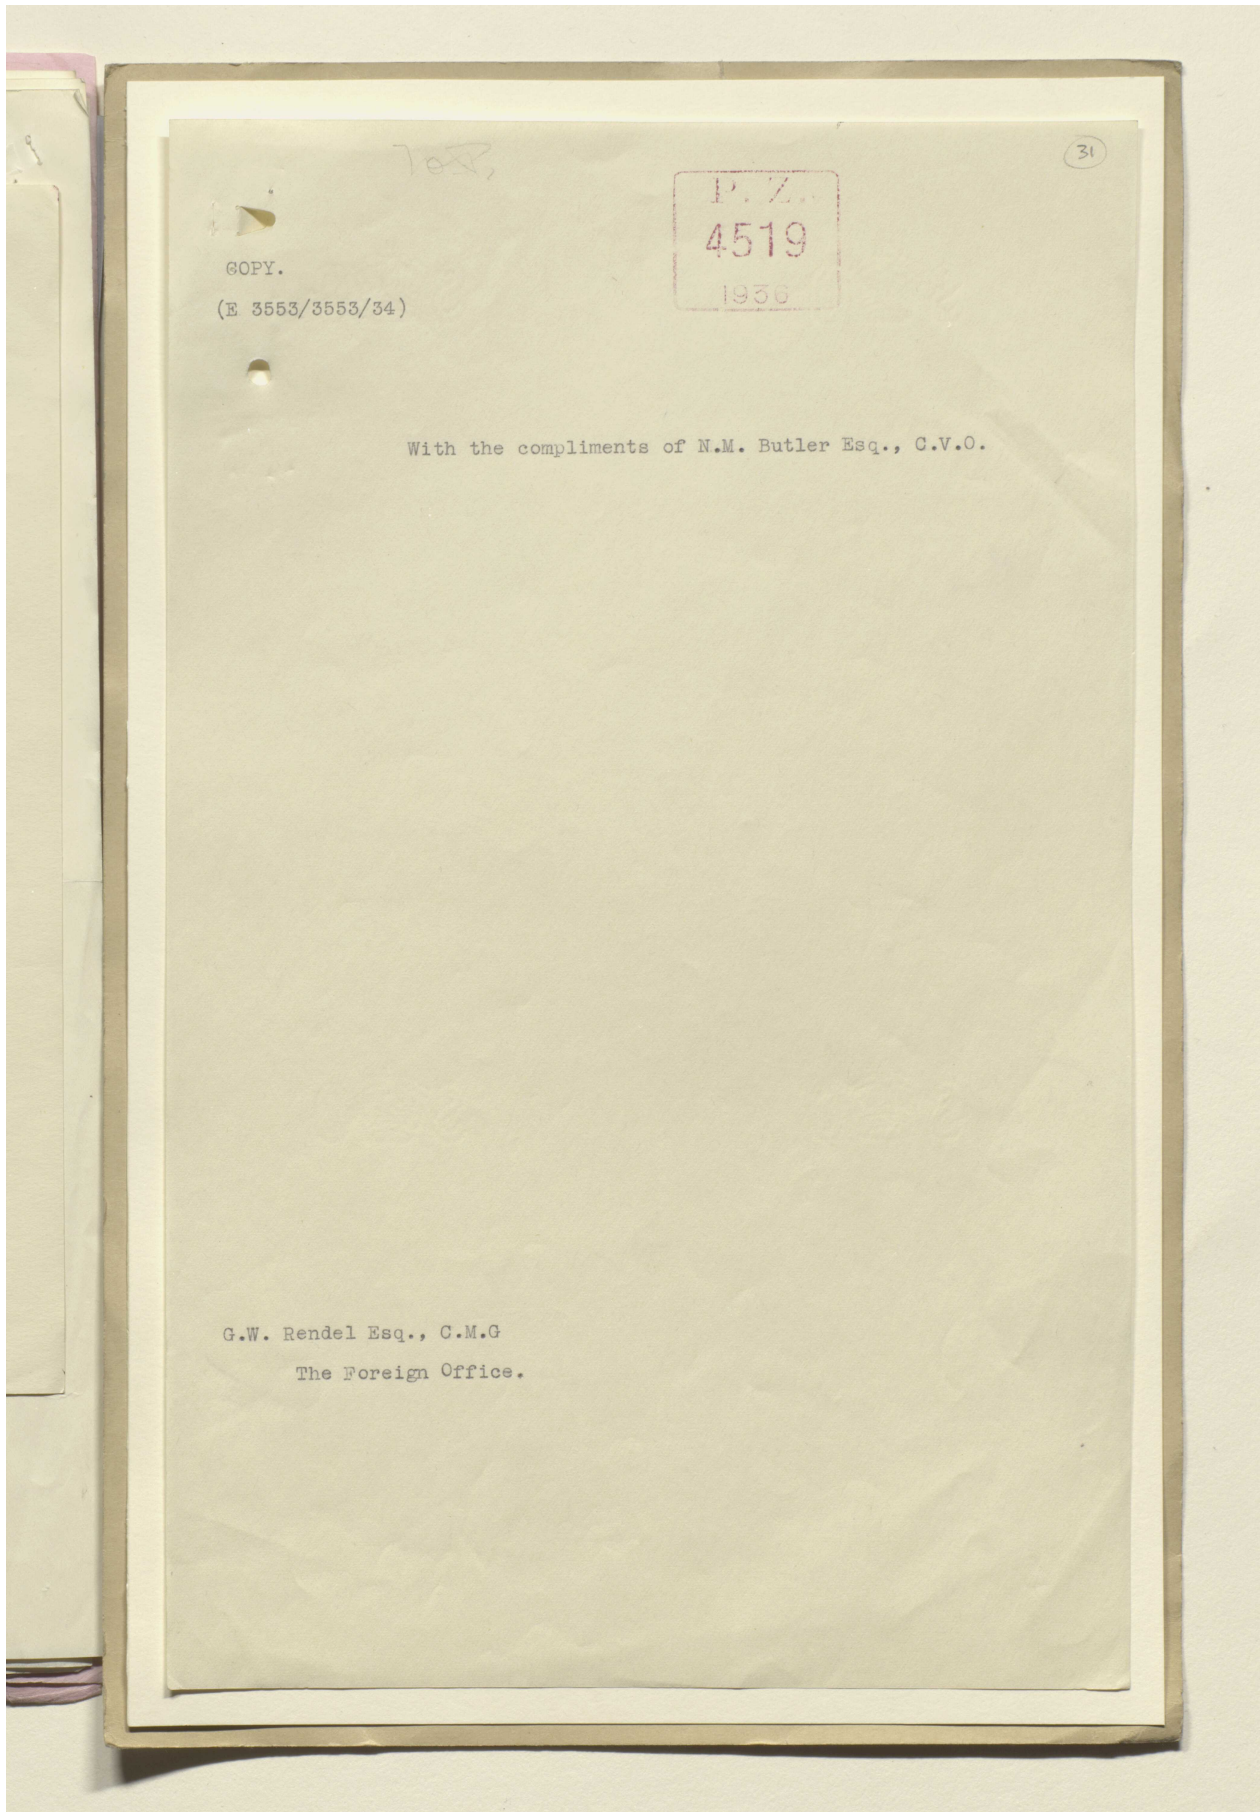 31
P. Z.
4519
1936
COPY.
(E 3553/3553/34)
With the compliments of N.M. Butler Esq., C.V.O.
G.W. Rendel Esq., C.M.G
The Foreign Office.